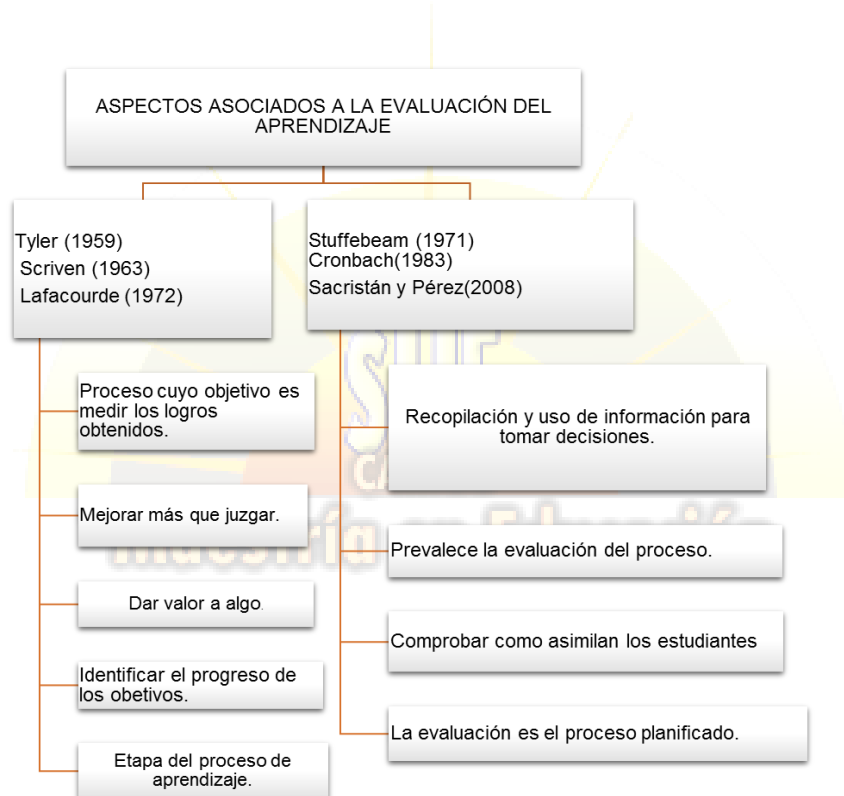 ASPECTOS ASOCIADOS A LA EVALUACIÓN DEL
APRENDIZAJE
Tyler (1959)
Scriven (1963)
Lafacourde (1972)
Proceso cuyo objetivo es
medir los logros
obtenidos.
Mejorar más que juzgar.
Dar valor a algo.
Identificar el progreso de
los obetivos.
Etapa del proceso de
aprendizaje.
Stuffebeam (1971)
Cronbach(1983)
Sacristán y Pérez(2008)
Recopilación y uso de información para
tomar decisiones.
Prevalece la evaluación del proceso.
Comprobar como asimilan los estudiantes
La evaluación es el proceso planificado.